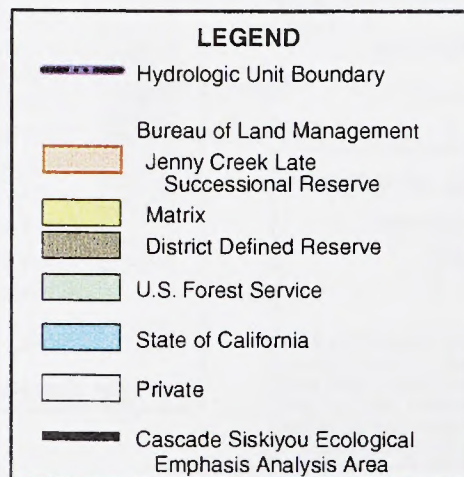 LEGEND
Hydrologic Unit Boundary
Bureau of Land Management
Jenny Creek Late
Successional Reserve
Matrix
District Defined Reserve
U.S. Forest Service
State of California
Private
Cascade Siskiyou Ecological
Emphasis Analysis Area